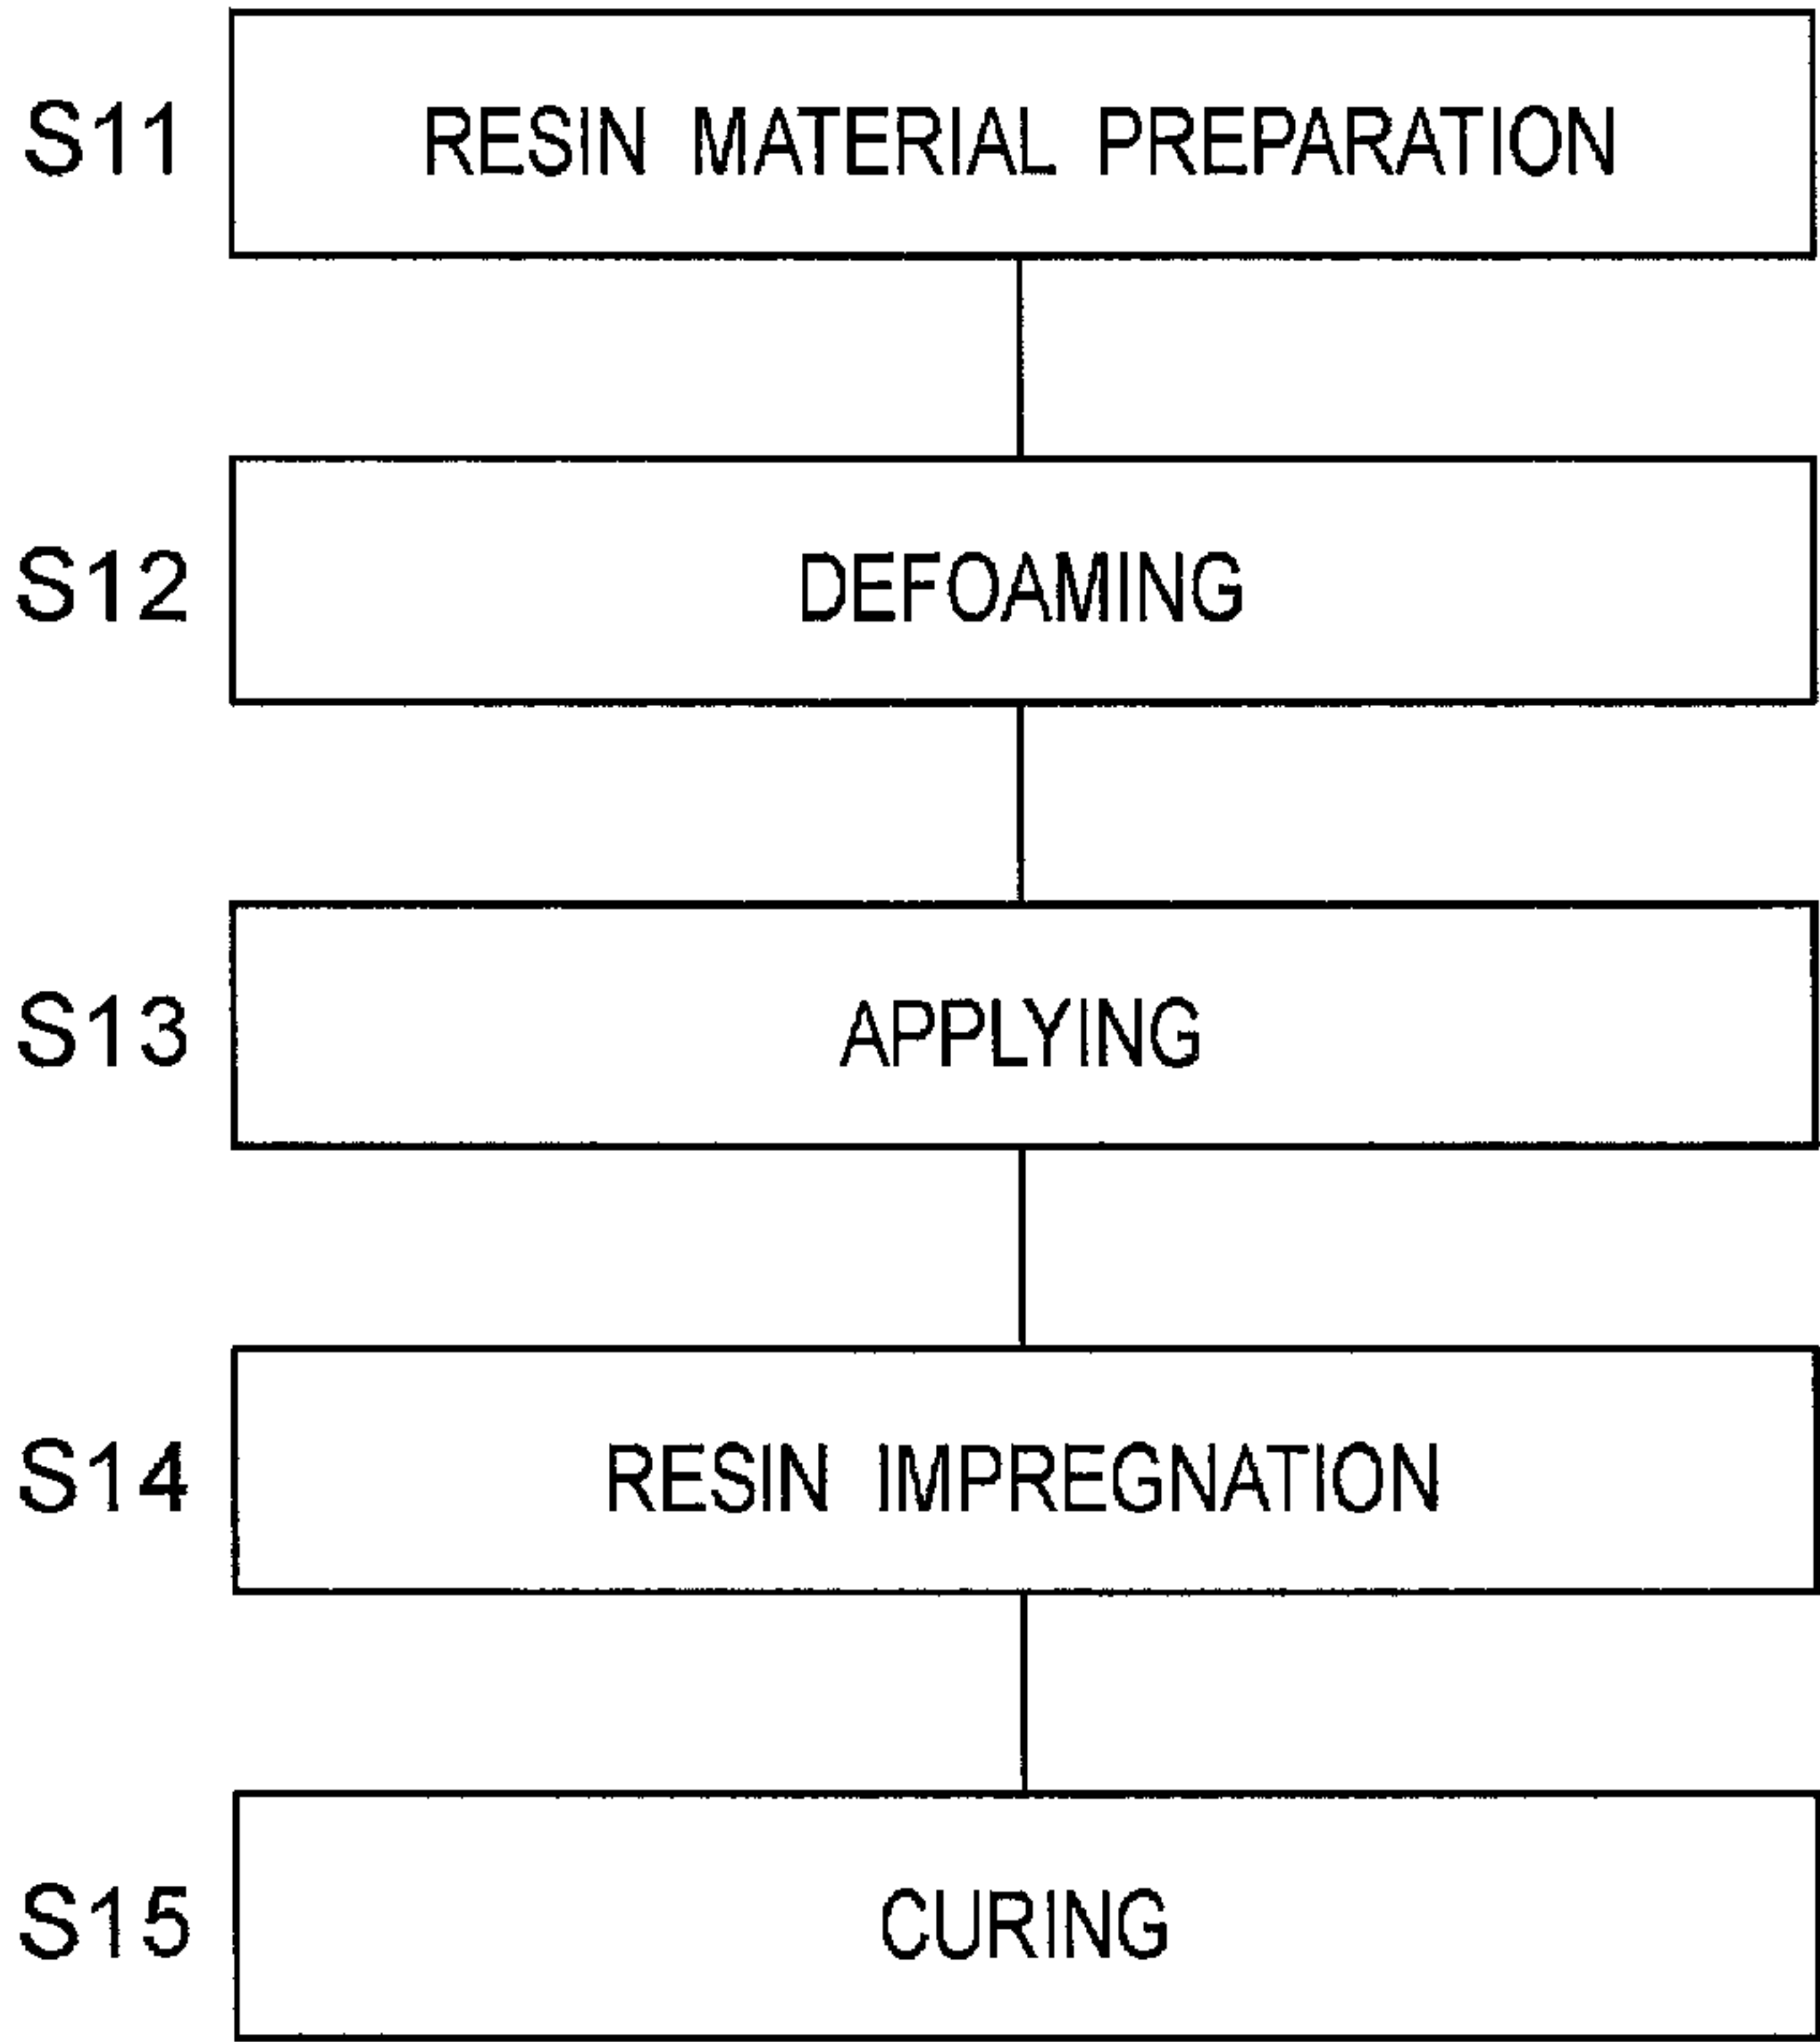 S11 RESIN MATERIAL PREPARATION
S12 DEFOAMING
S13 APPLYING
S14 RESIN IMPREGNATION
S15 CURING